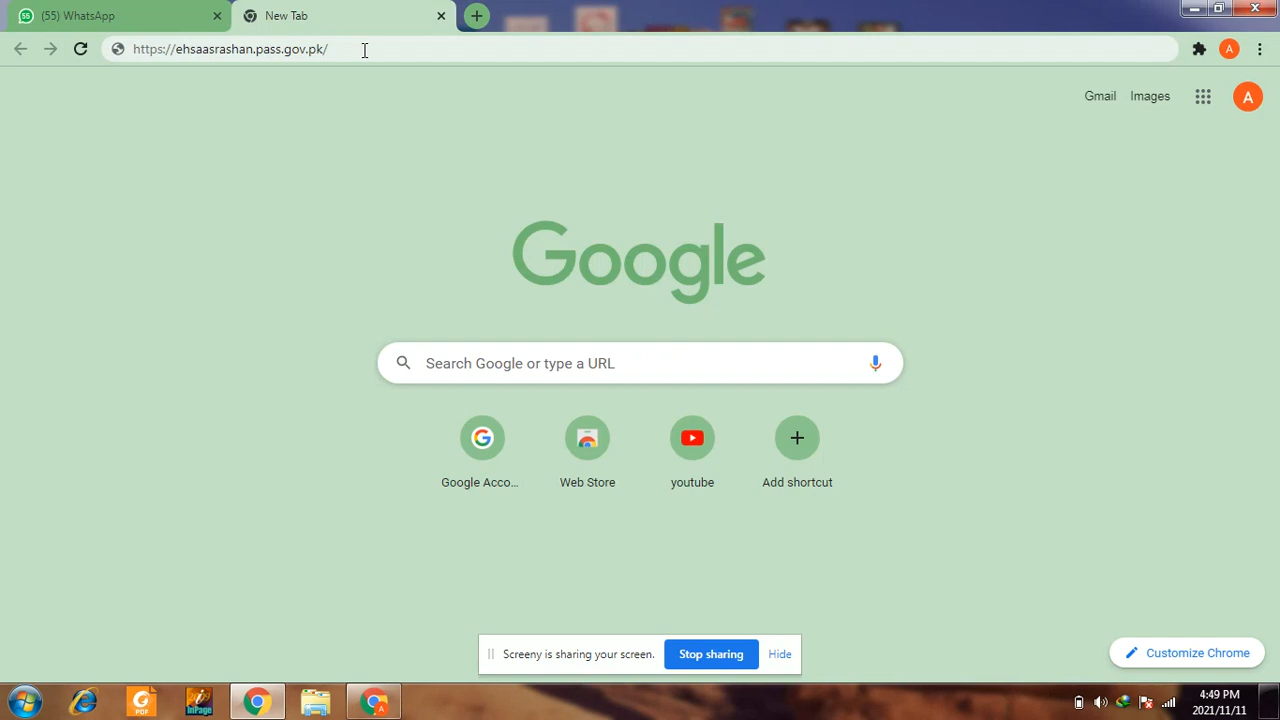 (55) WhatsApp
New Tab
https://ehsaasrashan.pass.gov.pk/
A
Gmail
Images
A
Google
Search Google or type a URL
Google Acco...
Web Store
youtube
Add shortcut
Screeny is sharing your screen.
Stop sharing
Hide
Customize Chrome
PDF
InPage
A
4:49 PM
2021/11/11